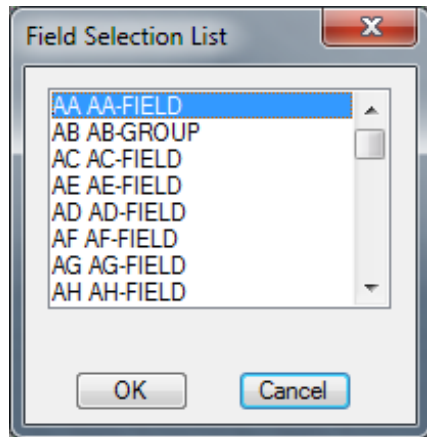 Field Selection List
AA AA-FIELD
AB AB-GROUP
AC AC-FIELD
AE AE-FIELD
AD AD-FIELD
AF AF-FIELD
AG AG-FIELD
AH AH-FIELD
OK Cancel